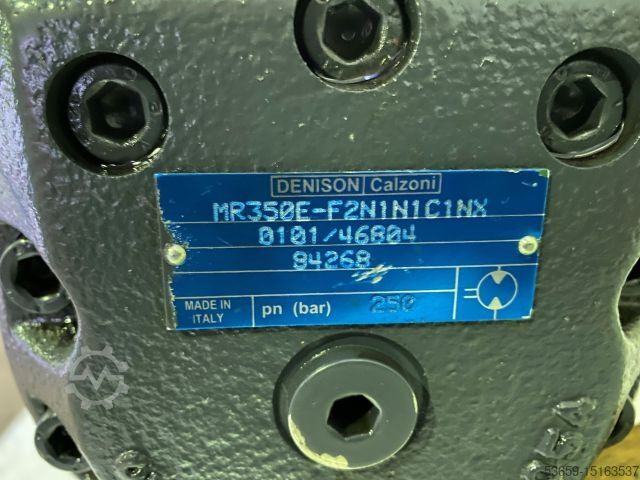 DENISON Calzoni
MR350E-F2N1N1C1NX
0101/46804
84268
MADE IN
ITALY
pn (bar) 250
53659-15163537